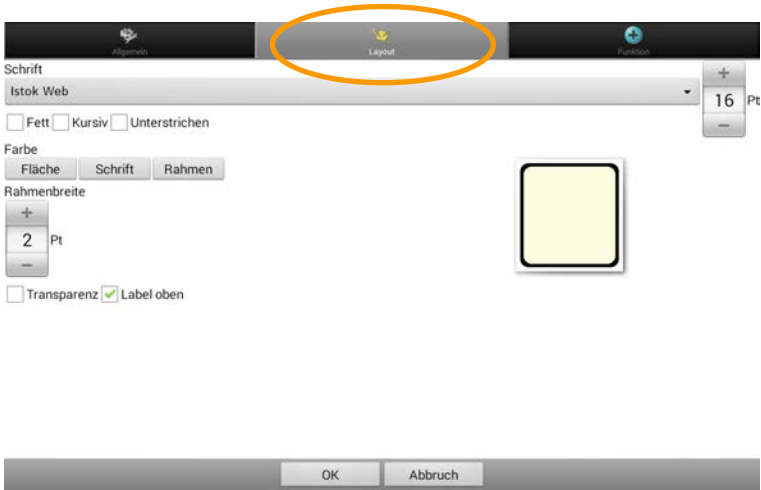 Allgemein Layout Funktion
Schrift
Istok Web
16 Pt
Fett Kursiv Unterstrichen
Farbe
Fläche Schrift Rahmen
Rahmenbreite
2 Pt
Transparenz Label oben
OK Abbruch